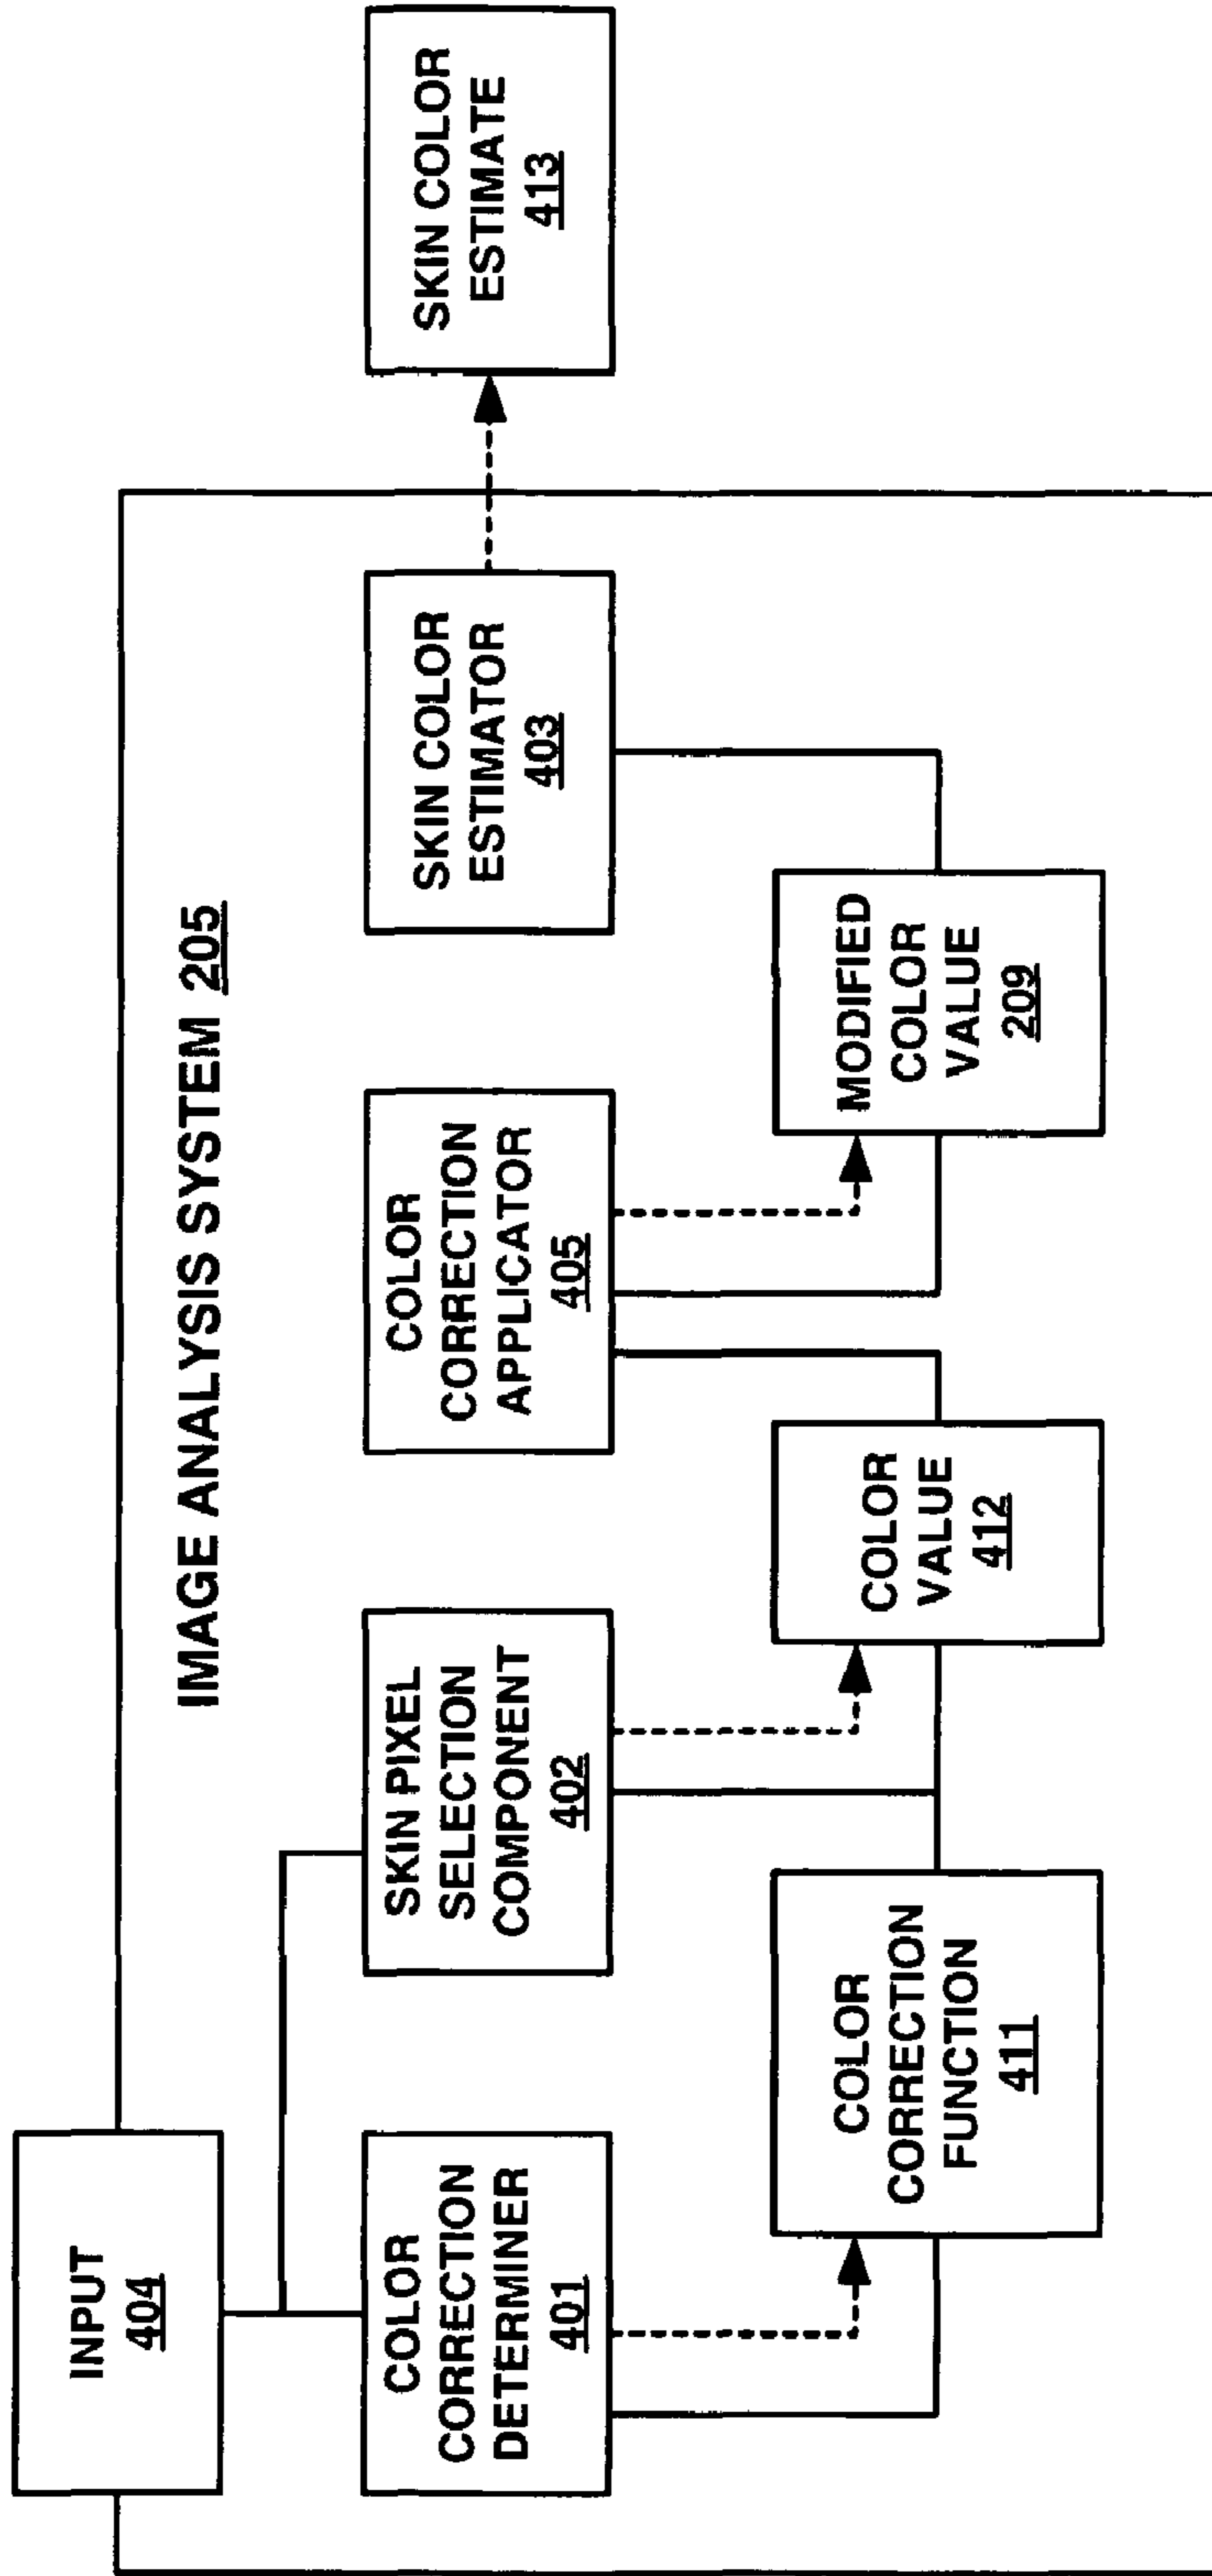 IMAGE ANALYSIS SYSTEM 205
INPUT
404
COLOR
CORRECTION
DETERMINER
401
SKIN PIXEL
SELECTION
COMPONENT
402
COLOR
CORRECTION
APPLICATOR
405
SKIN COLOR
ESTIMATOR
403
SKIN COLOR
ESTIMATE
413
COLOR
CORRECTION
FUNCTION
411
COLOR
VALUE
412
MODIFIED
COLOR
VALUE
209